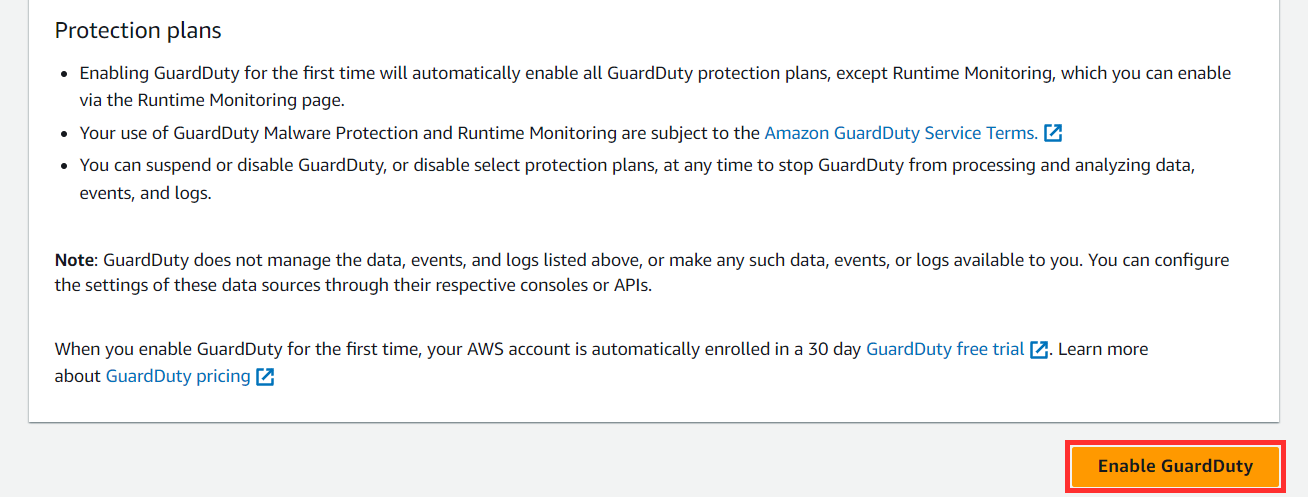 Protection plans
Enabling GuardDuty for the first time will automatically enable all GuardDuty protection plans, except Runtime Monitoring, which you can enable
via the Runtime Monitoring page.
Your use of GuardDuty Malware Protection and Runtime Monitoring are subject to the Amazon GuardDuty Service Terms.
You can suspend or disable GuardDuty, or disable select protection plans, at any time to stop GuardDuty from processing and analyzing data,
events, and logs.
Note: GuardDuty does not manage the data, events, and logs listed above, or make any such data, events, or logs available to you. You can configure
the settings of these data sources through their respective consoles or APIs.
When you enable GuardDuty for the first time, your AWS account is automatically enrolled in a 30 day GuardDuty free trial. Learn more
about GuardDuty pricing
Enable GuardDuty